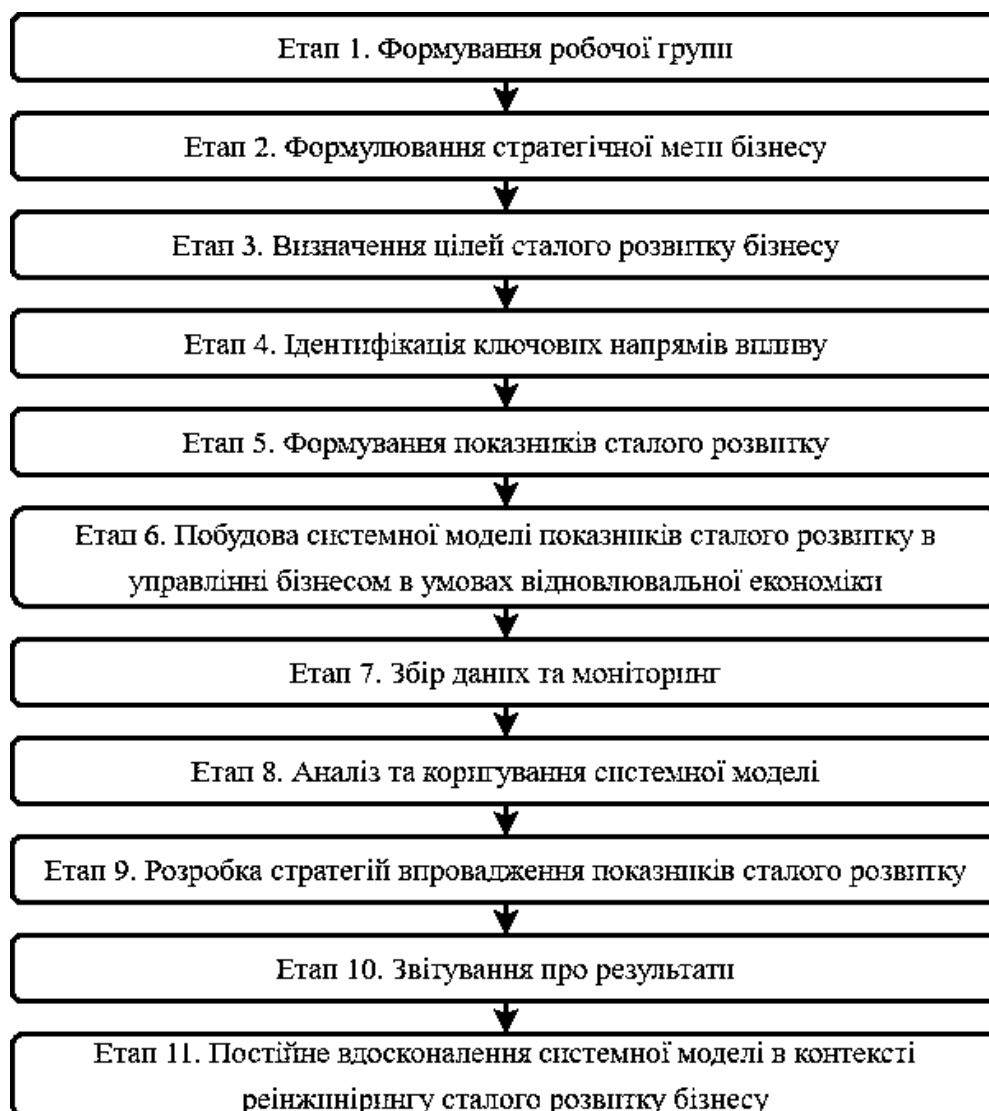 Етап 1. Формування робочої групи
Етап 2. Формулювання стратегічної мети бізнесу
Етап 3. Визначення цілей сталого розвитку бізнесу
Етап 4. Ідентифікація ключових напрямів впливу
Етап 5. Формування показників сталого розвитку
Етап 6. Побудова системної моделі показників сталого розвитку в
управлінні бізнесом в умовах відновлювальної економіки
Етап 7. Збір даних та моніторинг
Етап 8. Аналіз та коригування системної моделі
Етап 9. Розробка стратегій впровадження показників сталого розвитку
Етап 10. Звітування про результати
Етап 11. Постійне вдосконалення системної моделі в контексті
реінжинірингу сталого розвитку бізнесу